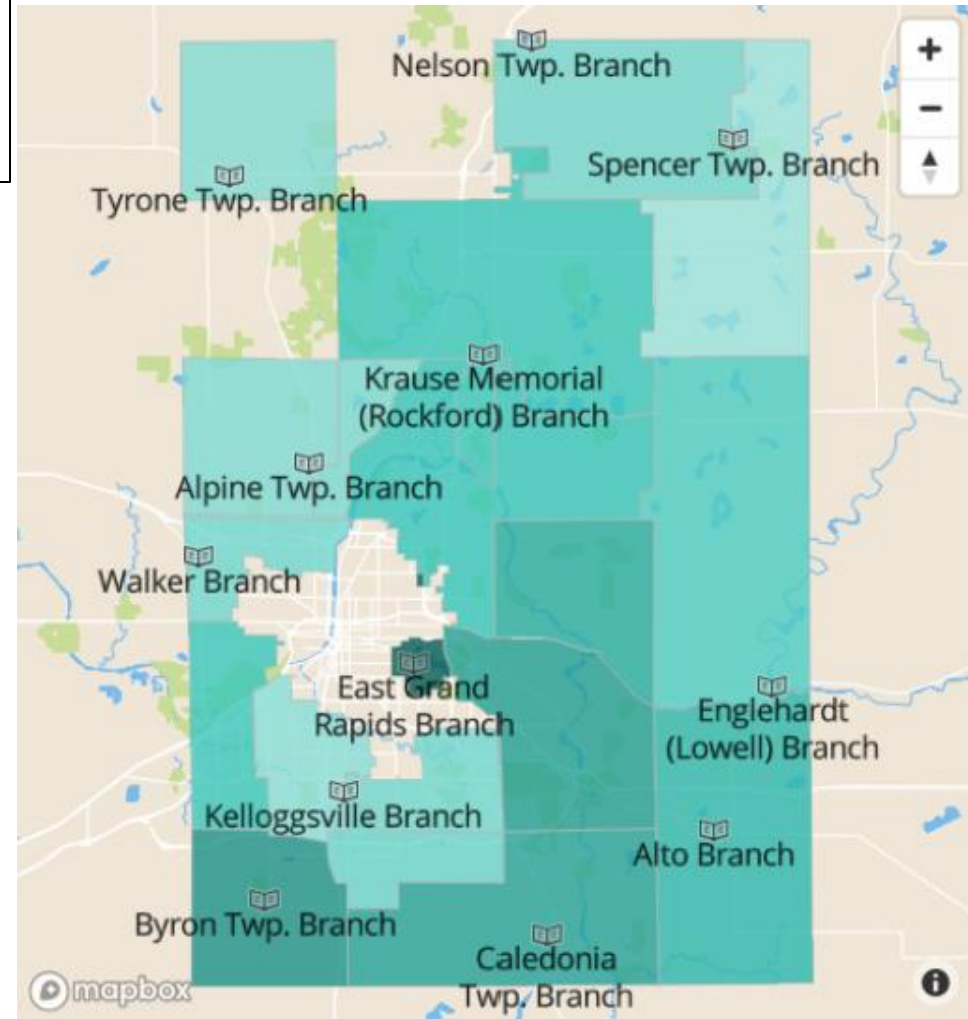 Nelson Twp. Branch
Spencer Twp. Branch
Tyrone Twp. Branch
Krause Memorial
(Rockford) Branch
Alpine Twp. Branch
Walker Branch
East Grand
Rapids Branch
Englehardt
(Lowell) Branch
Kelloggsville Branch
Alto Branch
Byron Twp. Branch
Caledonia
Twp. Branch
mapbox